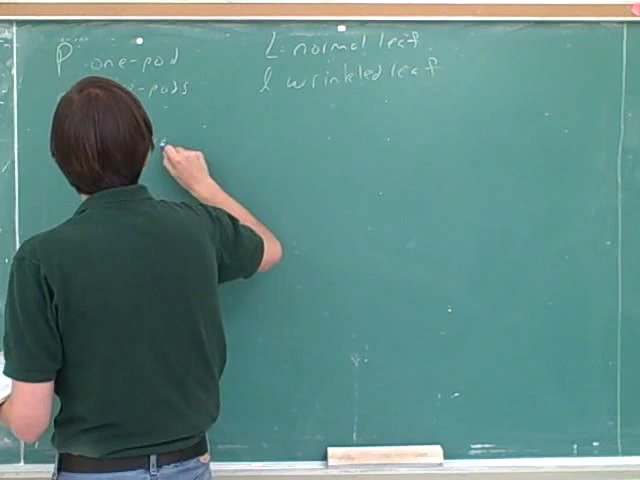 P one-pod
-pods
L normal leaf
l wrinkled leaf